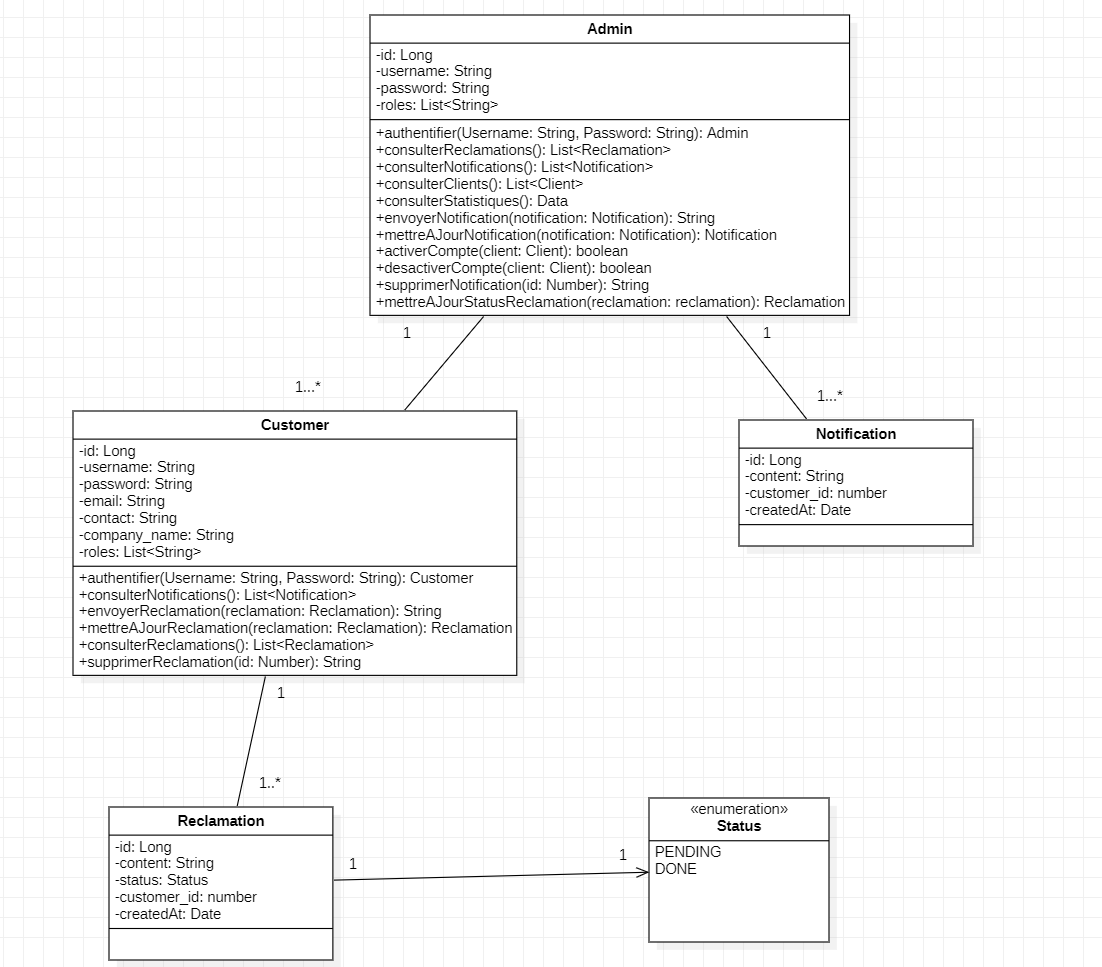 Admin
-id: Long
-username: String
-password: String
-roles: List<String>
+authentifier(Username: String, Password: String): Admin
+consulterReclamations(): List<Reclamation>
+consulterNotifications(): List<Notification>
+consulterClients(): List<Client>
+consulterStatistiques(): Data
+envoyerNotification(notification: Notification): String
+mettreAJourNotification(notification: Notification): Notification
+activerCompte(client: Client): boolean
+desactiverCompte(client: Client): boolean
+supprimerNotification(id: Number): String
+mettreAJourStatusReclamation(reclamation: reclamation): Reclamation
1
1
1...*
1...*
Customer
-id: Long
-username: String
-password: String
-email: String
-contact: String
-company_name: String
-roles: List<String>
+authentifier(Username: String, Password: String): Customer
+consulterNotifications(): List<Notification>
+envoyerReclamation(reclamation: Reclamation): String
+mettreAJourReclamation(reclamation: Reclamation): Reclamation
+consulterReclamations(): List<Reclamation>
+supprimerReclamation(id: Number): String
Notification
-id: Long
-content: String
-customer_id: number
-createdAt: Date
1
1..*
Reclamation
-id: Long
-content: String
-status: Status
-customer_id: number
-createdAt: Date
1
1
«enumeration»
Status
PENDING
DONE